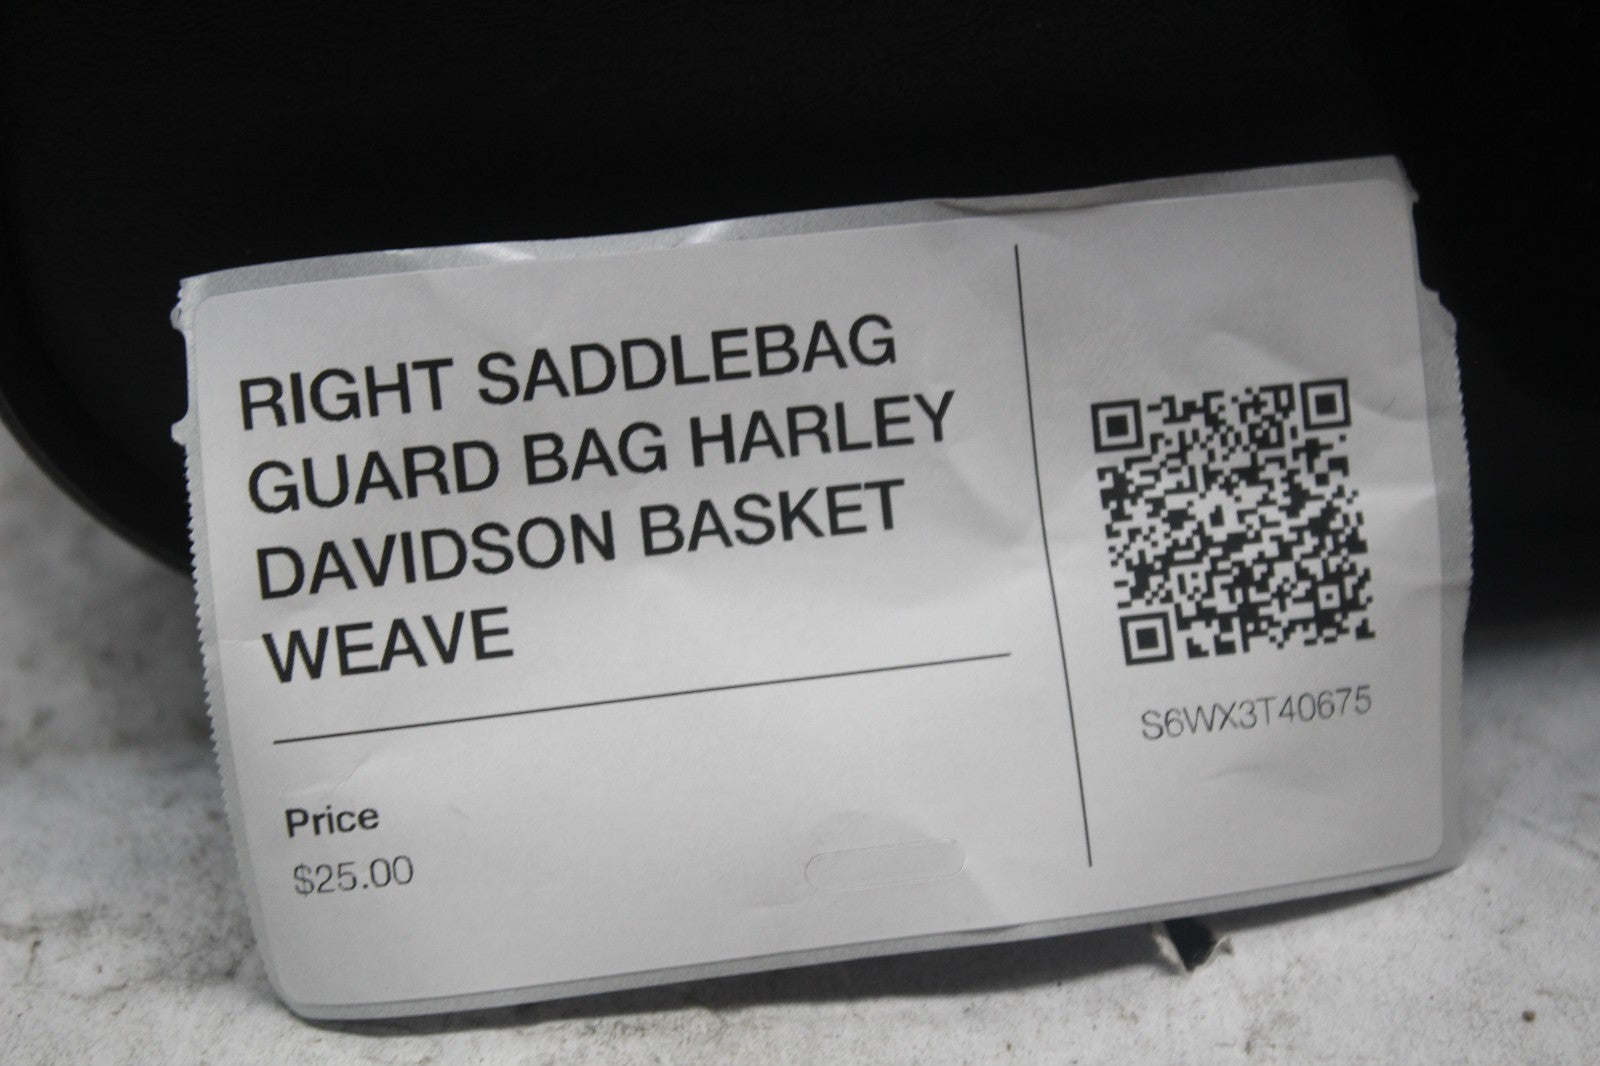 RIGHT SADDLEBAG
GUARD BAG HARLEY
DAVIDSON BASKET
WEAVE
Price
$25.00
S6WX3T40675